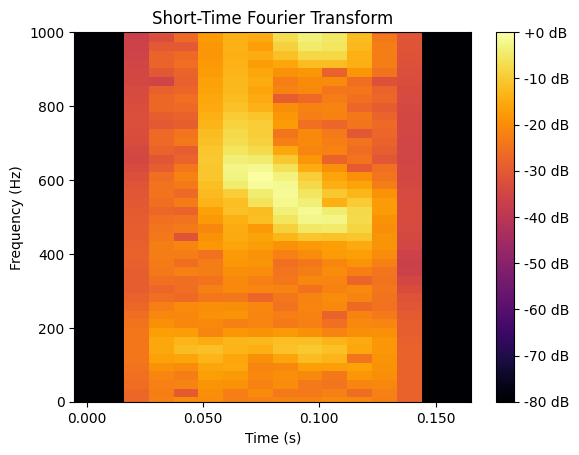 Short-Time Fourier Transform
Frequency (Hz)
1000
800
600
400
200
0
0.000
0.050
0.100
0.150
Time (s)
+0 dB
-10 dB
-20 dB
-30 dB
-40 dB
-50 dB
-60 dB
-70 dB
-80 dB